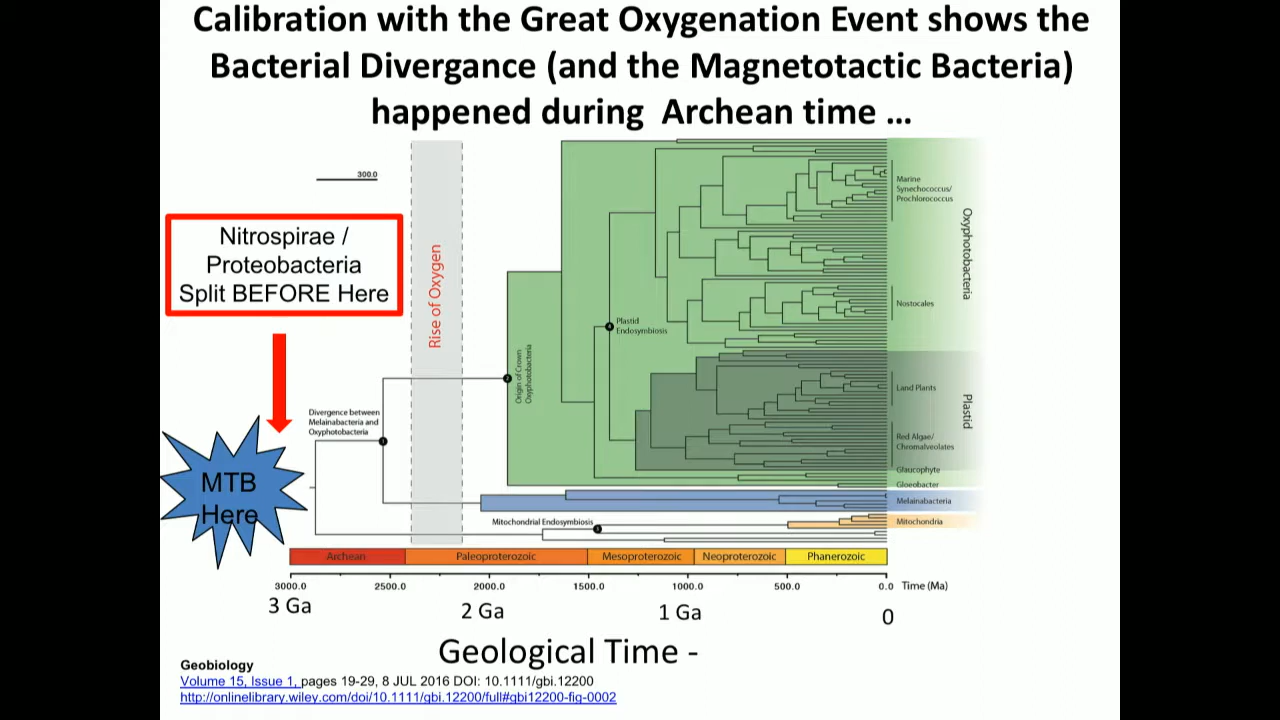 Calibration with the Great Oxygenation Event shows the
Bacterial Divergance (and the Magnetotactic Bacteria)
happened during Archean time ...
300.0
Nitrospirae /
Proteobacteria
Split BEFORE Here
Rise of Oxygen
Marine
Synechococcus/
Prochlorococcus
Oxyphotobacteria
Nostocales
Plastid
Endosymbiosis
Origin of Crown
Oxyphotobacteria
Land Plants
Plastid
Red Algae/
Chromalveolates
Glaucophyte
Gloeobacter
Melainabacteria
Mitochondria
Divergence between
Melainabacteria and
Oxyphotobacteria
MTB
Here
Mitochondrial Endosymbiosis
Archean Paleoproterozoic Mesoproterozoic Neoproterozoic Phanerozoic
3000.0 2500.0 2000.0 1500.0 1000.0 500.0 0.0 Time (Ma)
3 Ga 2 Ga 1 Ga 0
Geological Time -
Geobiology
Volume 15, Issue 1, pages 19-29, 8 JUL 2016 DOI: 10.1111/gbi.12200
http://onlinelibrary.wiley.com/doi/10.1111/gbi.12200/full#gbi12200-fig-0002